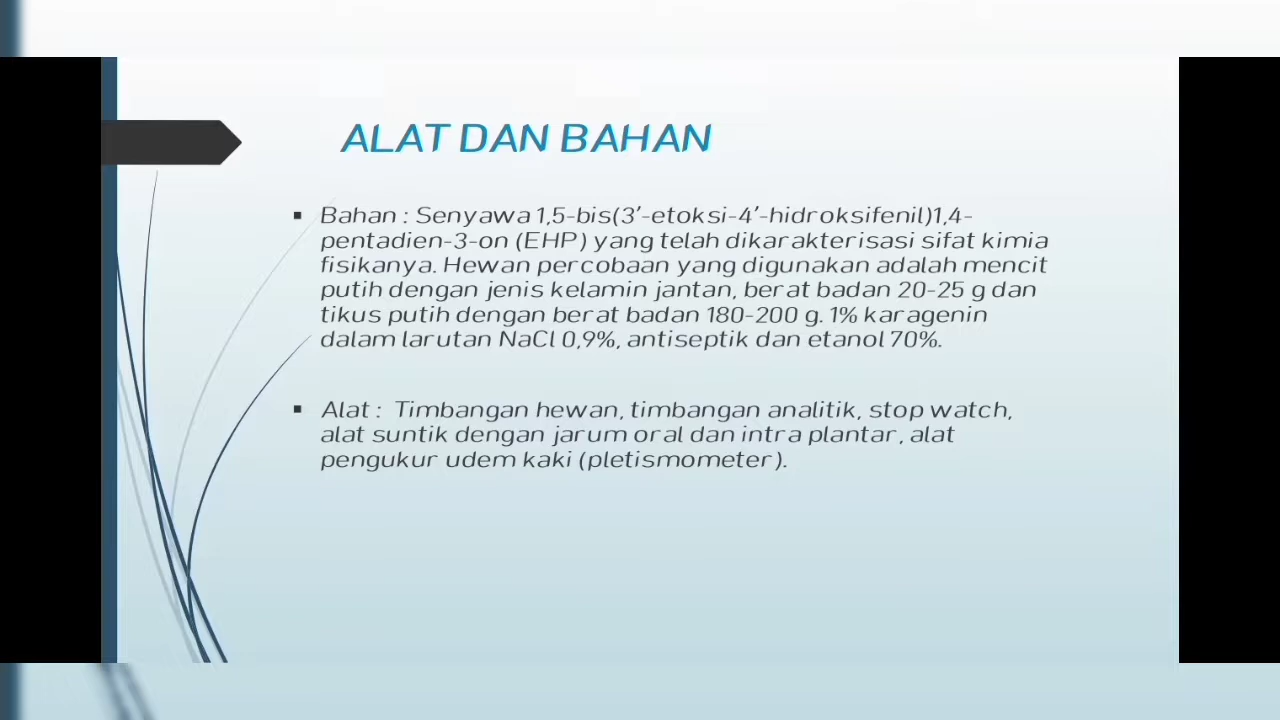 ALAT DAN BAHAN
▪ Bahan : Senyawa 1,5-bis(3’-etoksi-4’-hidroksifenil)1,4-
pentadien-3-on (EHP) yang telah dikarakterisasi sifat kimia
fisikanya. Hewan percobaan yang digunakan adalah mencit
putih dengan jenis kelamin jantan, berat badan 20-25 g dan
tikus putih dengan berat badan 180-200 g. 1% karagenin
dalam larutan NaCl 0,9%, antiseptik dan etanol 70%.
▪ Alat : Timbangan hewan, timbangan analitik, stop watch,
alat suntik dengan jarum oral dan intra plantar, alat
pengukur udem kaki (pletismometer).